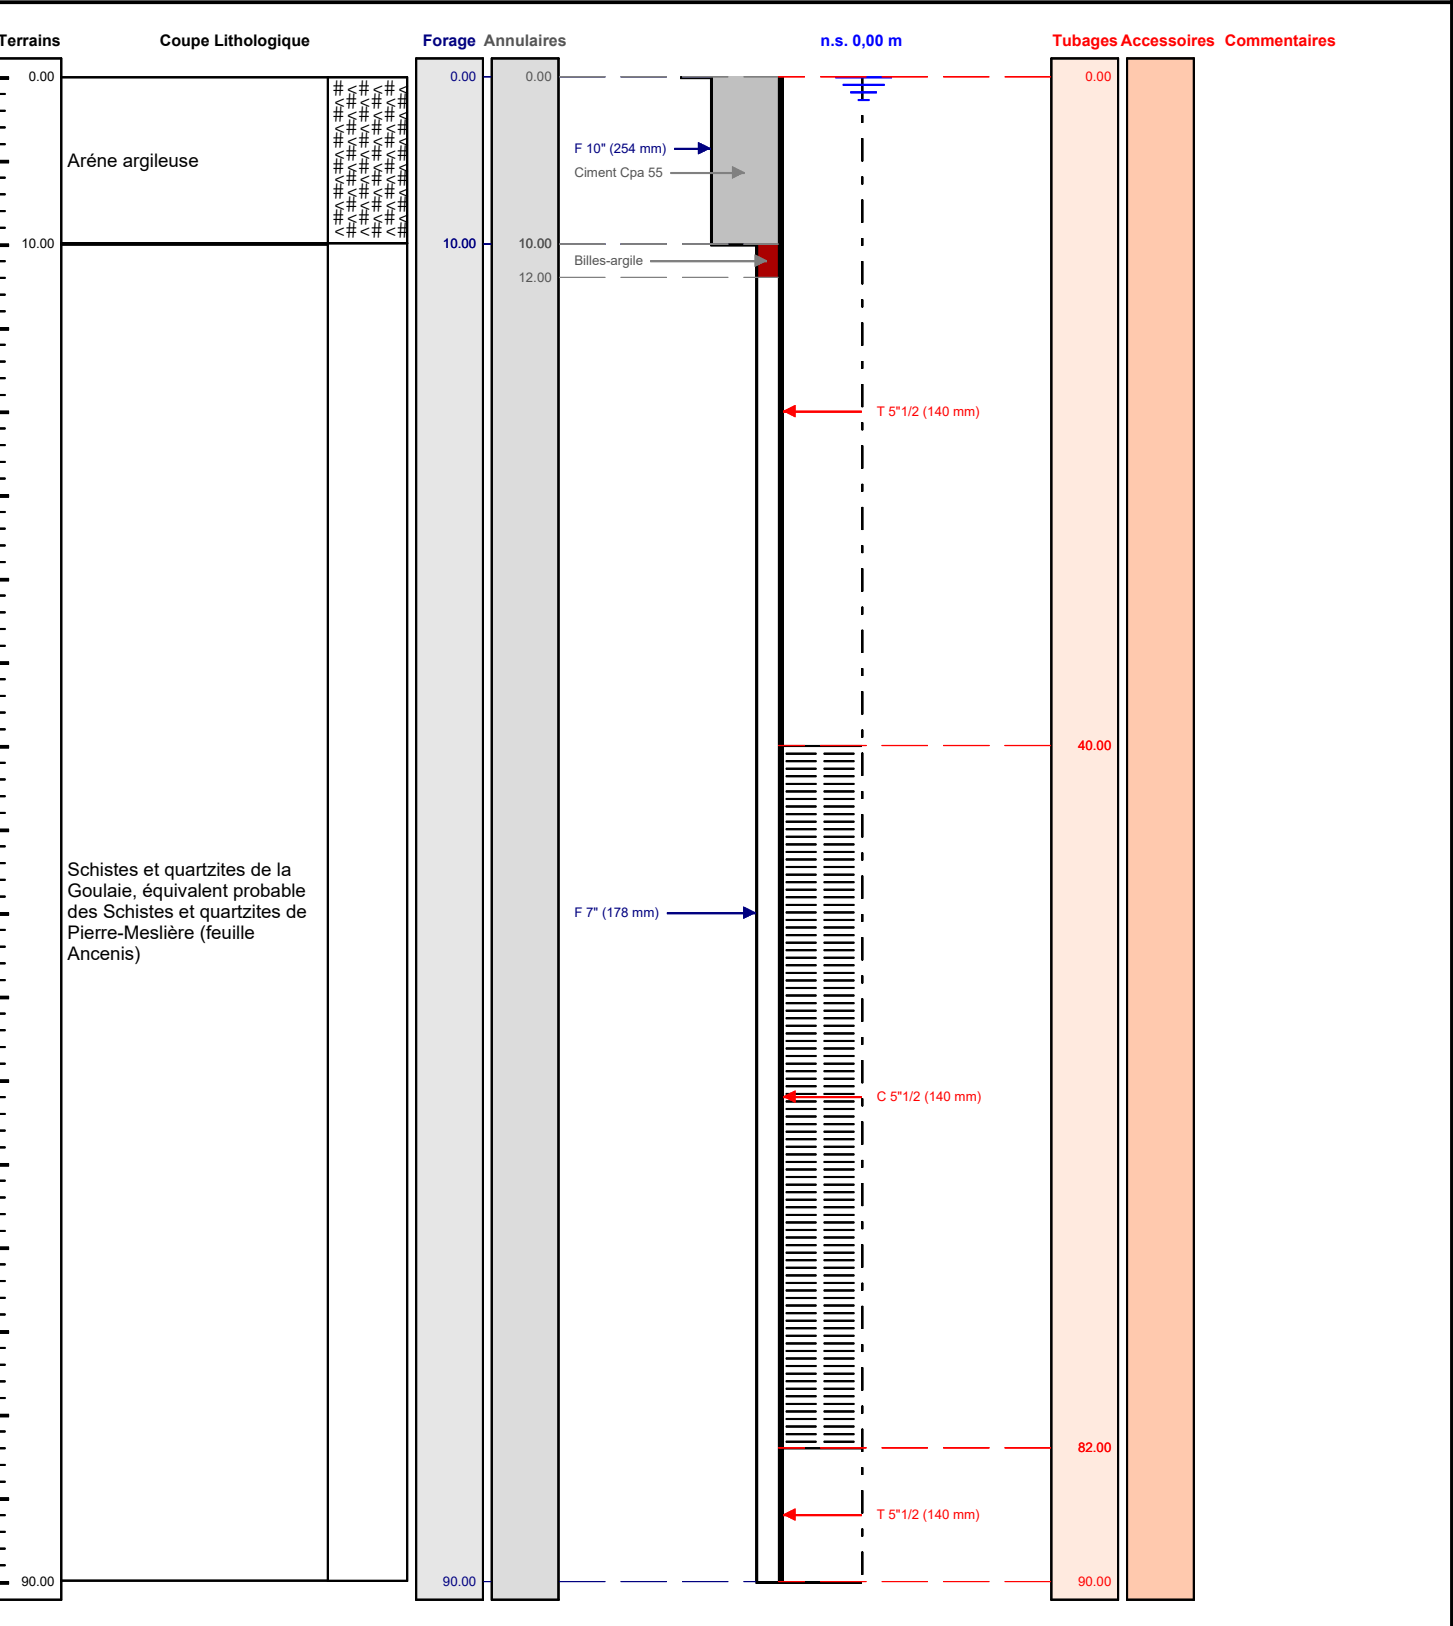 Terrains Coupe Lithologique Forage Annulaires n.s. 0,00 m Tubages Accessoires Commentaires
0.00 0.00 0.00 0.00
F 10" (254 mm)
Aréne argileuse
Ciment Cpa 55
10.00 10.00 10.00
Billes-argile
12.00
T 5"1/2 (140 mm)
40.00
Schistes et quartzites de la
Goulaie, équivalent probable
des Schistes et quartzites de
Pierre-Meslière (feuille
Ancenis)
F 7" (178 mm)
C 5"1/2 (140 mm)
82.00
T 5"1/2 (140 mm)
90.00 90.00 90.00